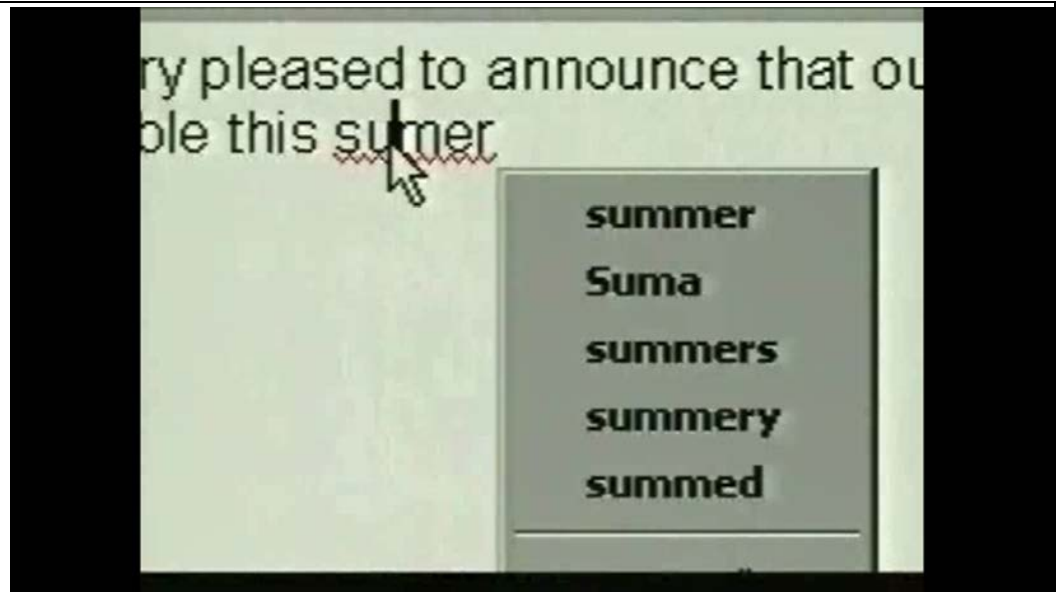 ry pleased to announce that ou
ble this sumer
summer
Suma
summers
summery
summed